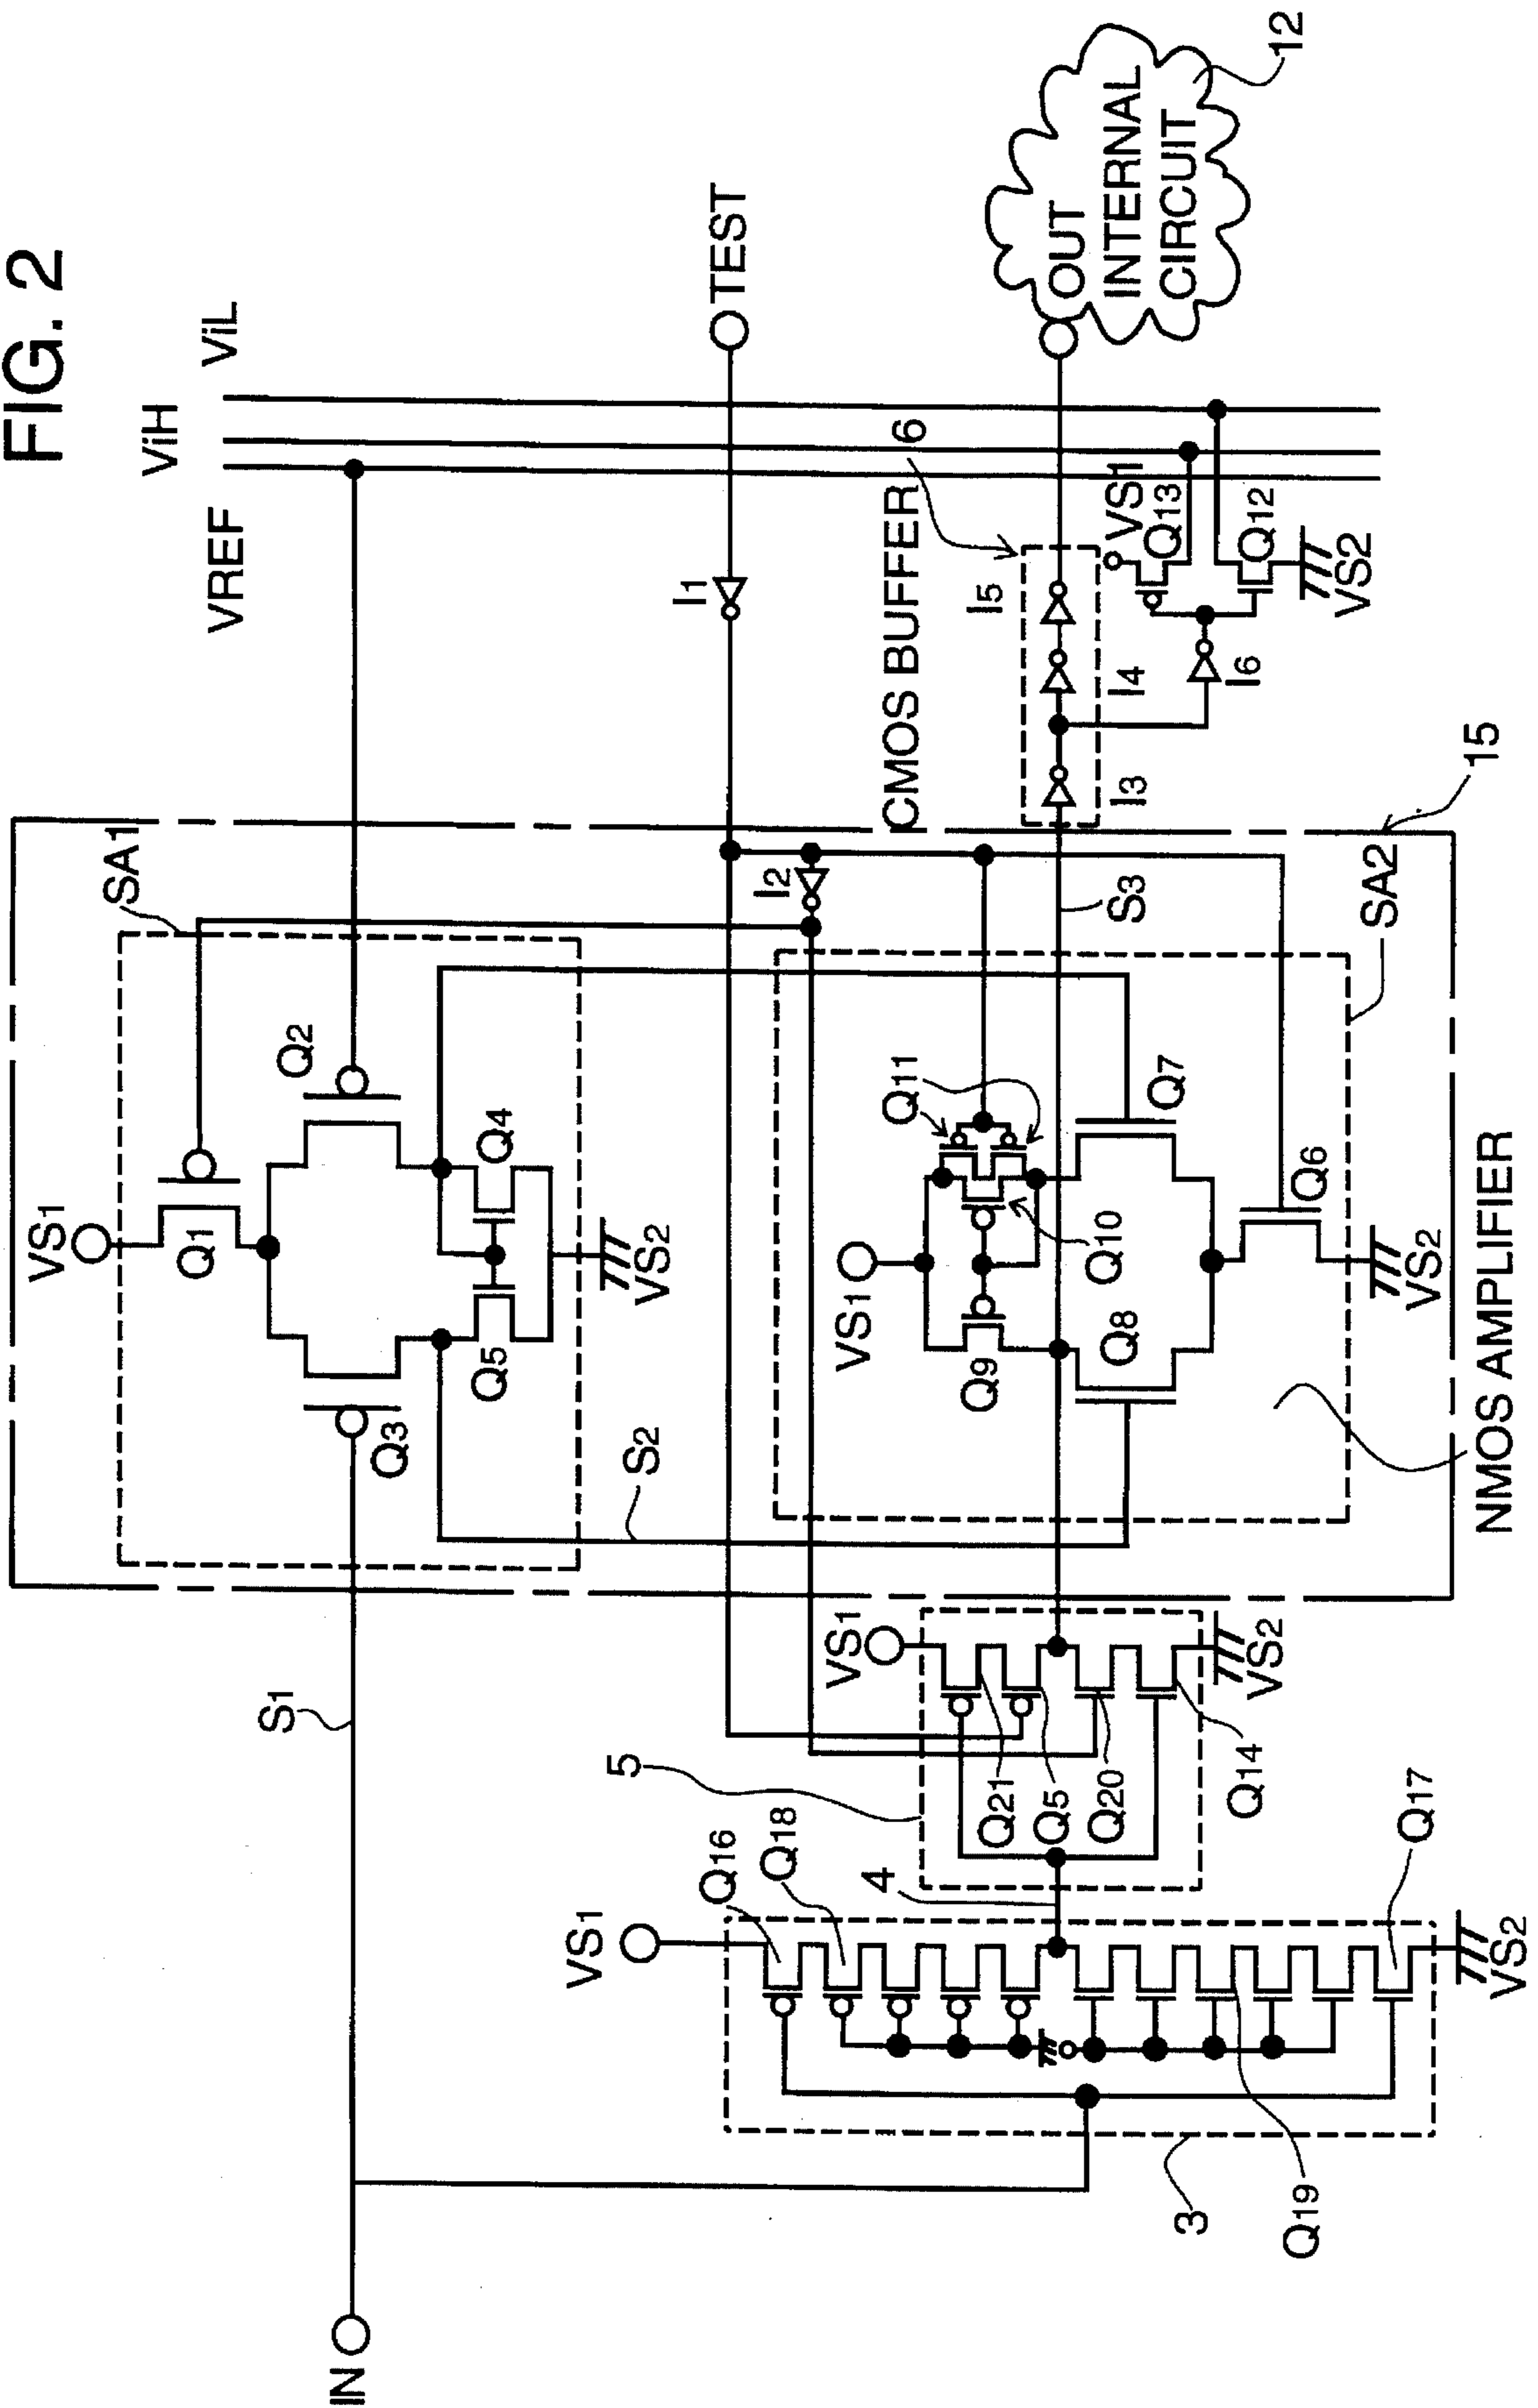 FIG. 2
VREF
ViH
ViL
SA1
VS1
Q1
Q2
Q3
Q4
Q5
VS2
S1
S2
I1
TEST
I2
VS1
Q9
Q10
Q11
Q8
Q7
Q6
VS2
S3
SA2
15
NMOS AMPLIFIER
CMOS BUFFER
6
I3
I4
I5
I6
VS1
Q13
Q12
VS2
OUT
INTERNAL
CIRCUIT
12
5
VS1
Q21
Q5
Q20
Q14
VS2
4
VS1
Q16
Q18
Q17
Q19
VS2
3
IN